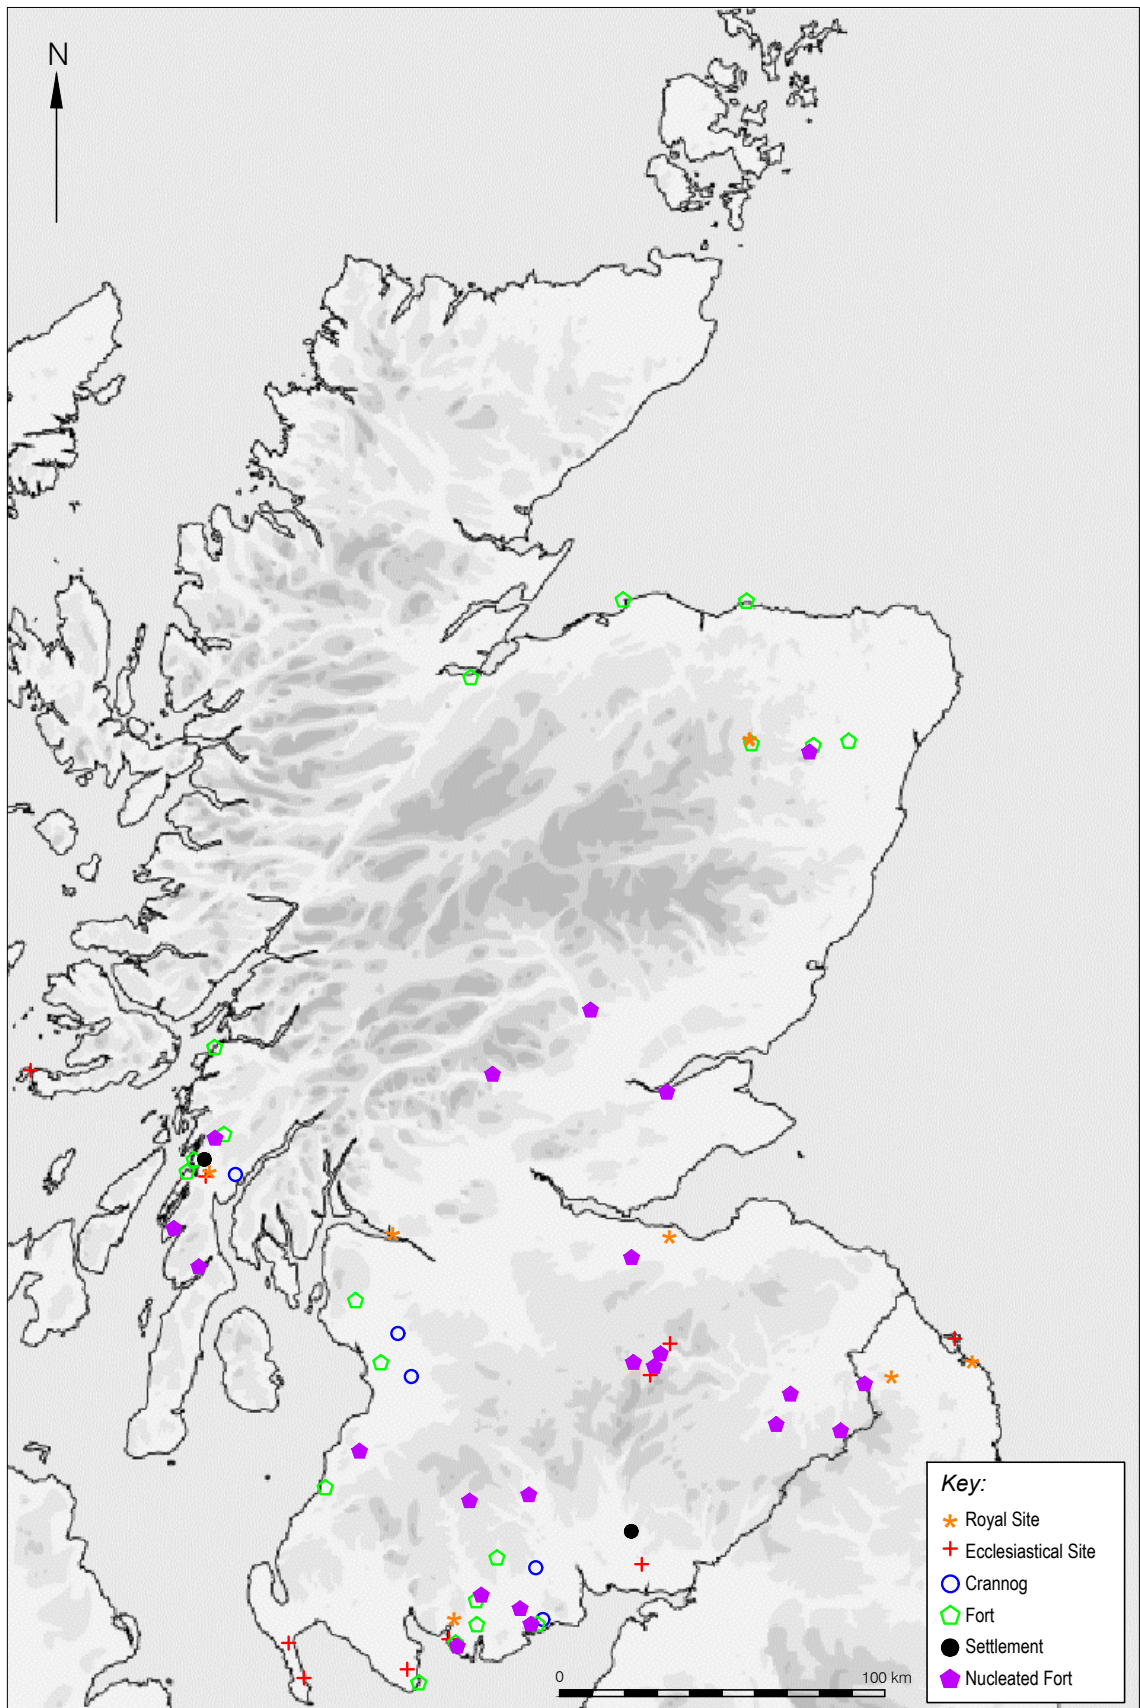 N
Key:
Royal Site
Ecclesiastical Site
Crannog
Fort
Settlement
Nucleated Fort
0 100 km